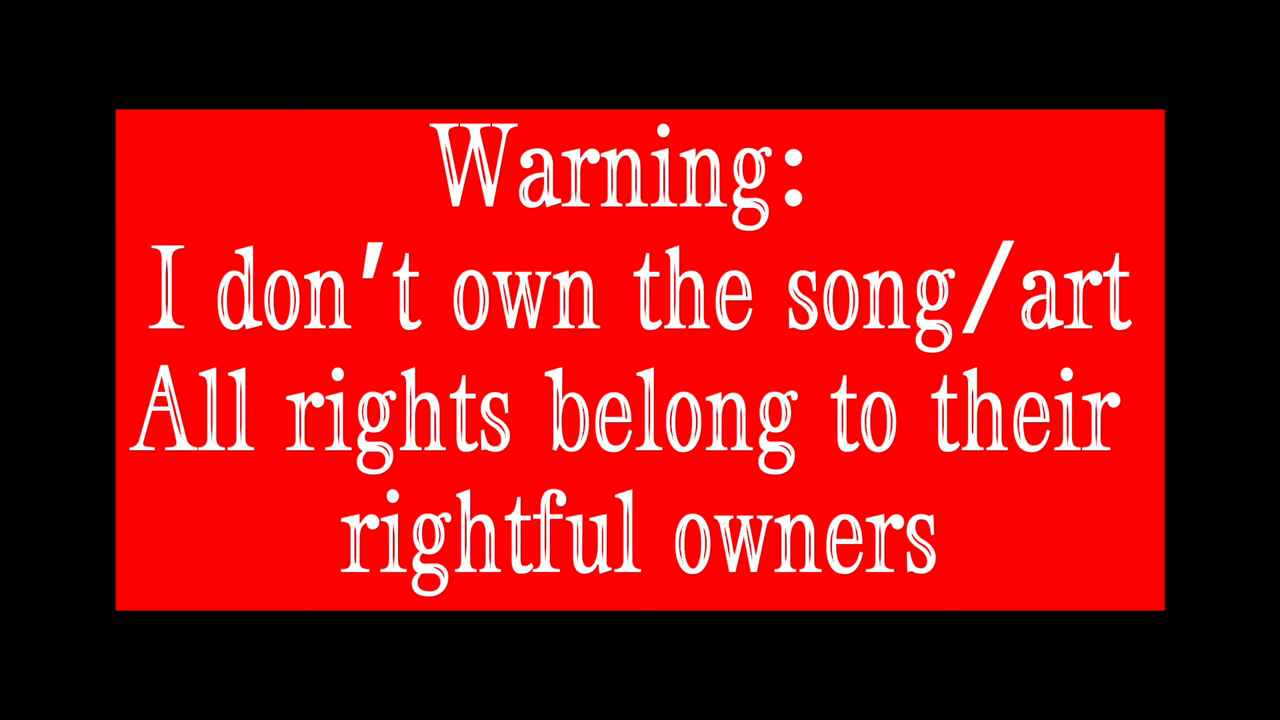 Warning:
I don't own the song/art
All rights belong to their
rightful owners